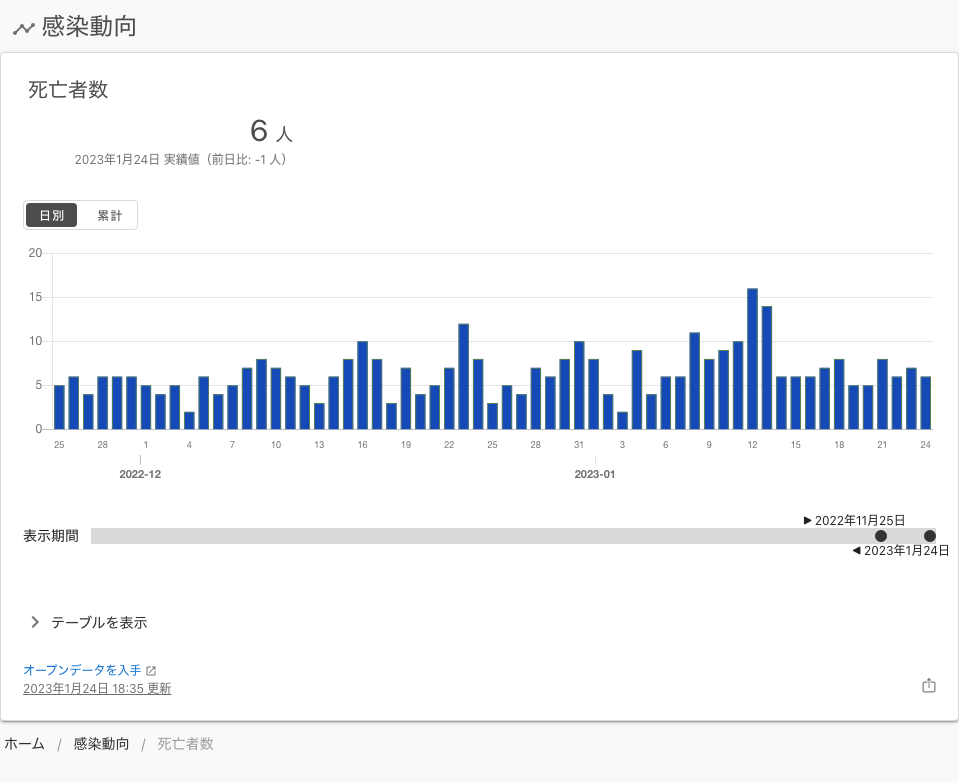 感染動向
死亡者数
6 人
2023年1月24日 実績値（前日比: -1 人）
日別 累計
20
15
10
5
0
25 28 1 4 7 10 13 16 19 22 25 28 31 3 6 9 12 15 18 21 24
2022-12 2023-01
▶ 2022年11月25日
表示期間
◀ 2023年1月24日
テーブルを表示
オープンデータを入手
2023年1月24日 18:35 更新
ホーム / 感染動向 / 死亡者数